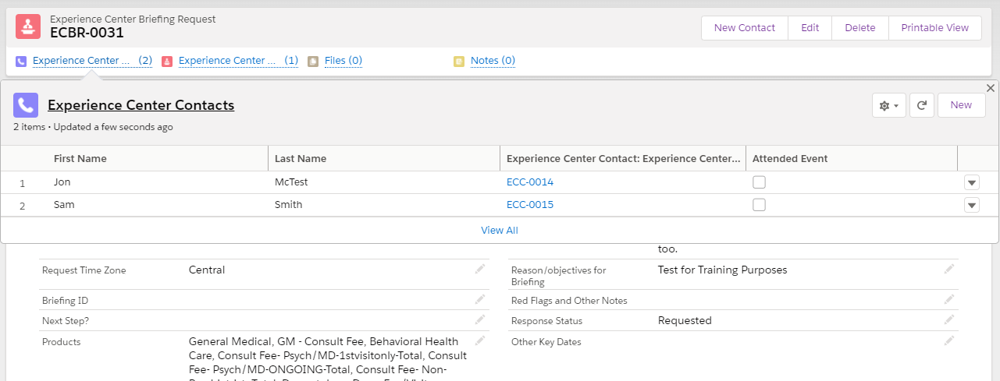 Experience Center Briefing Request
ECBR-0031
New Contact Edit Delete Printable View
Experience Center ... (2) Experience Center ... (1) Files (0) Notes (0)
Experience Center Contacts
New
2 items • Updated a few seconds ago
First Name Last Name Experience Center Contact: Experience Center... Attended Event
1 Jon McTest ECC-0014
2 Sam Smith ECC-0015
View All
too.
Request Time Zone Central
Reason/objectives for Briefing Test for Training Purposes
Briefing ID
Red Flags and Other Notes
Next Step?
Response Status Requested
Products General Medical, GM - Consult Fee, Behavioral Health
Care, Consult Fee- Psych/MD-1stvisitonly-Total, Consult
Fee- Psych/MD-ONGOING-Total, Consult Fee- Non-
Other Key Dates